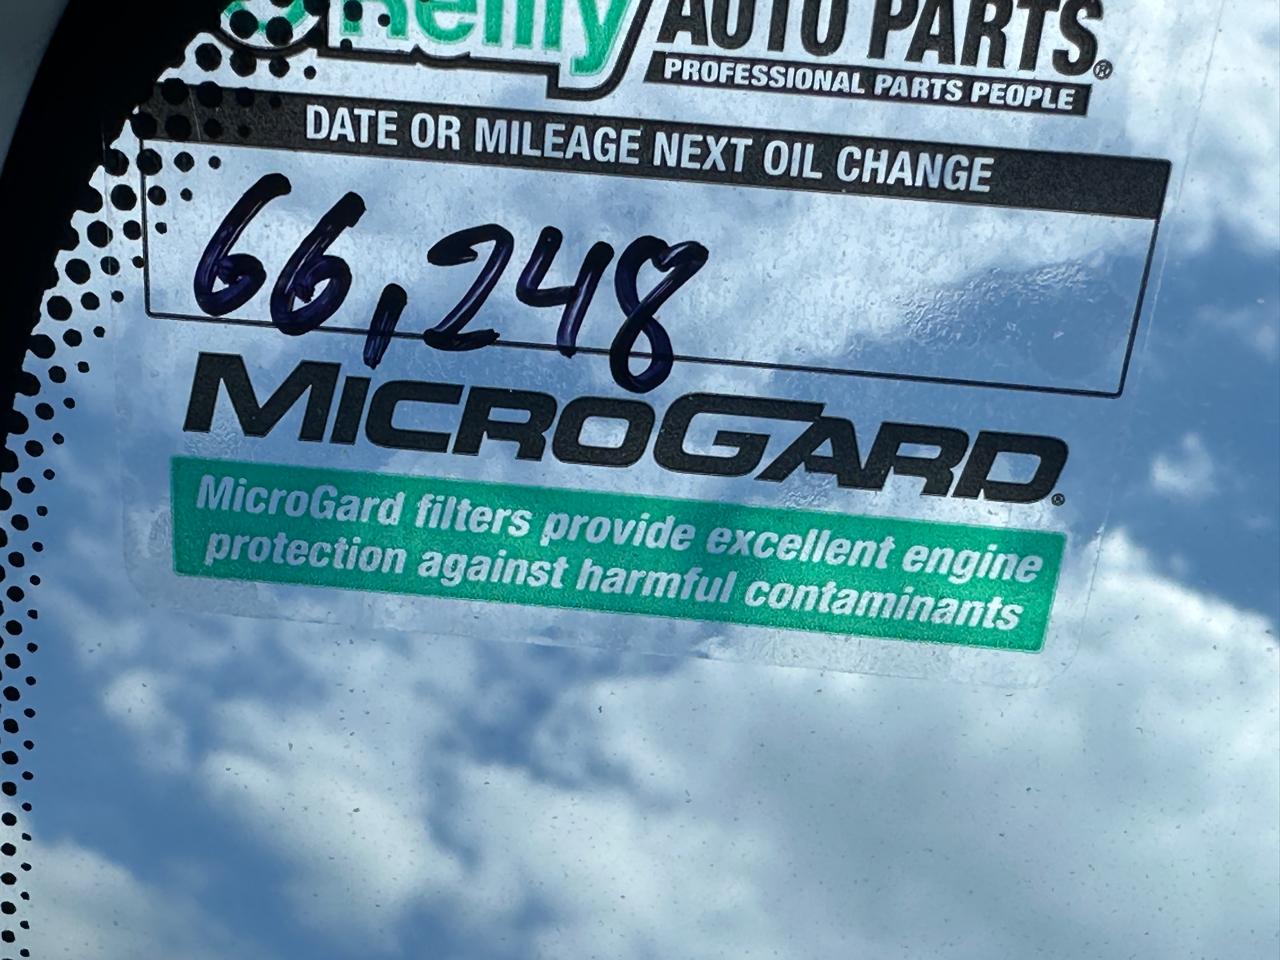 O'Reilly AUTO PARTS®
PROFESSIONAL PARTS PEOPLE
DATE OR MILEAGE NEXT OIL CHANGE
66,248
MICROGARD®
MicroGard filters provide excellent engine
protection against harmful contaminants